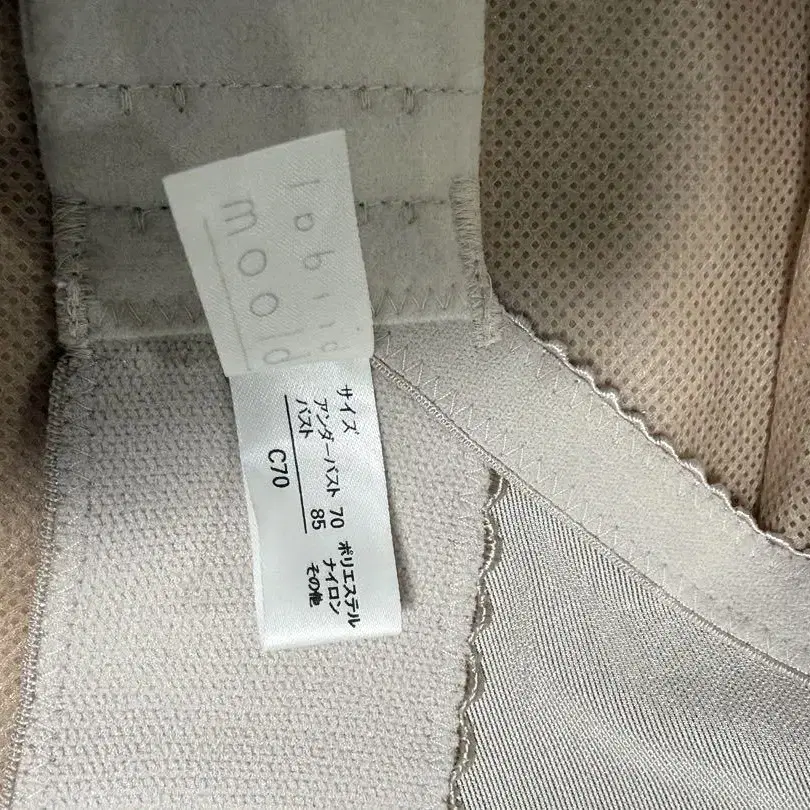 moold
サイズ
アンダーバスト 70
バスト 85
C70
ポリエステル
ナイロン
その他